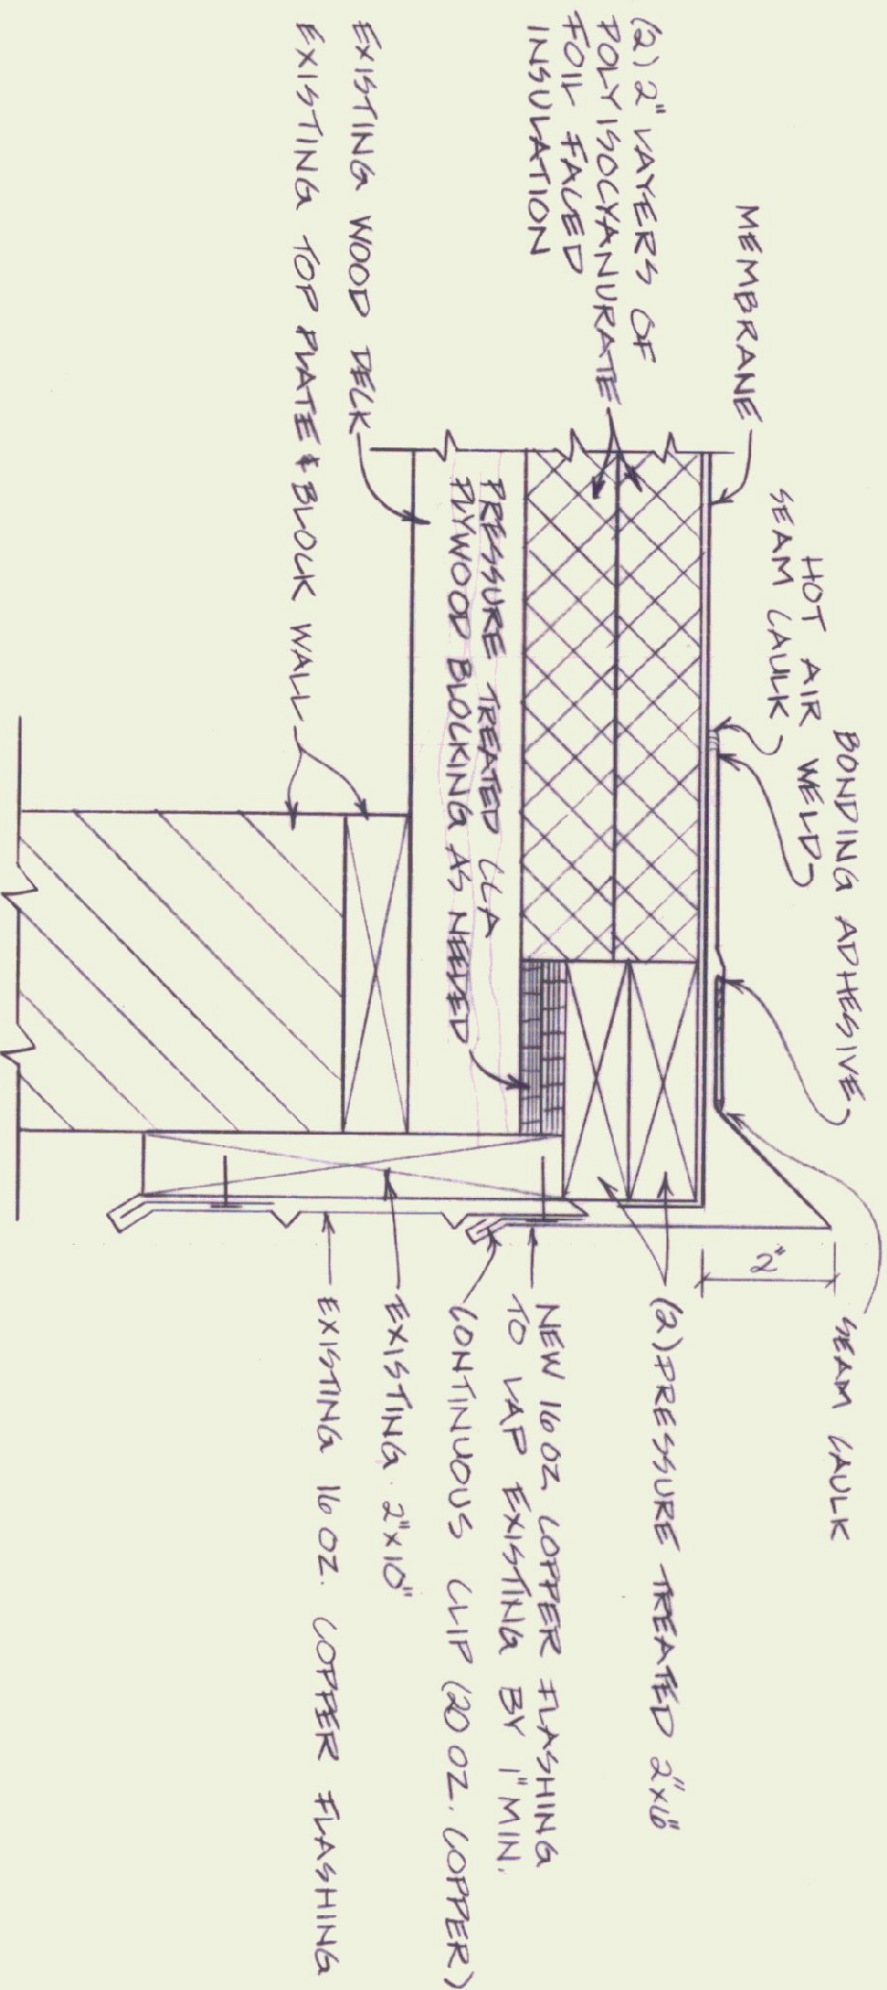 BONDING ADHESIVE
HOT AIR WELD
SEAM CAULK
MEMBRANE
(2) 2" LAYERS OF
POLYISOCYANURATE
FOIL FACED
INSULATION
EXISTING WOOD DECK
EXISTING TOP PLATE & BLOCK WALL
PRESSURE TREATED CCA
PLYWOOD BLOCKING AS NEEDED
SEAM CAULK
2"
(2) PRESSURE TREATED 2"x6"
NEW 16 OZ. COPPER FLASHING
TO LAP EXISTING BY 1" MIN.
CONTINUOUS CLIP (20 OZ. COPPER)
EXISTING 2"x10"
EXISTING 16 OZ. COPPER FLASHING